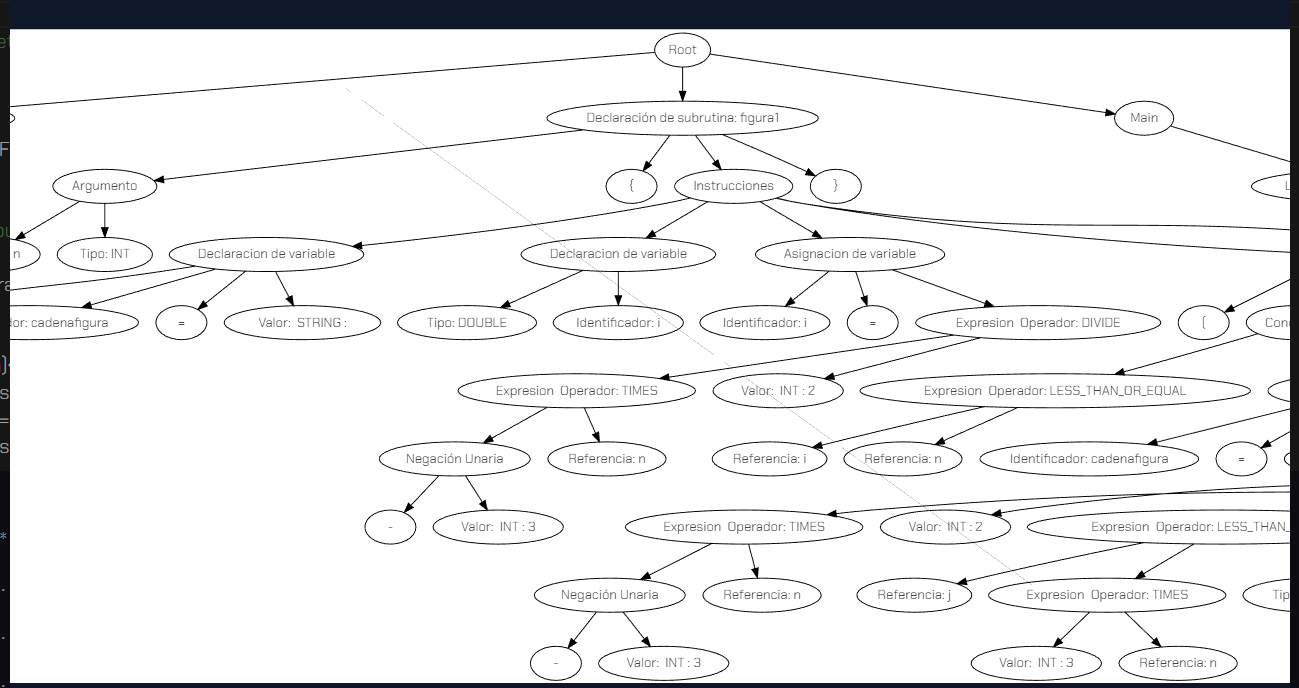 Root
Declaración de subrutina: figura1
Main
Argumento
{
Instrucciones
}
n
Tipo: INT
Declaracion de variable
Declaracion de variable
Asignacion de variable
dor: cadenafigura
=
Valor: STRING :
Tipo: DOUBLE
Identificador: i
Identificador: i
=
Expresion Operador: DIVIDE
Expresion Operador: TIMES
Valor: INT : 2
Expresion Operador: LESS_THAN_OR_EQUAL
Negación Unaria
Referencia: n
Referencia: i
Referencia: n
Identificador: cadenafigura
=
-
Valor: INT : 3
Expresion Operador: TIMES
Valor: INT : 2
Expresion Operador: LESS_THAN_
Negación Unaria
Referencia: n
Referencia: j
Expresion Operador: TIMES
Tip
-
Valor: INT : 3
Valor: INT : 3
Referencia: n